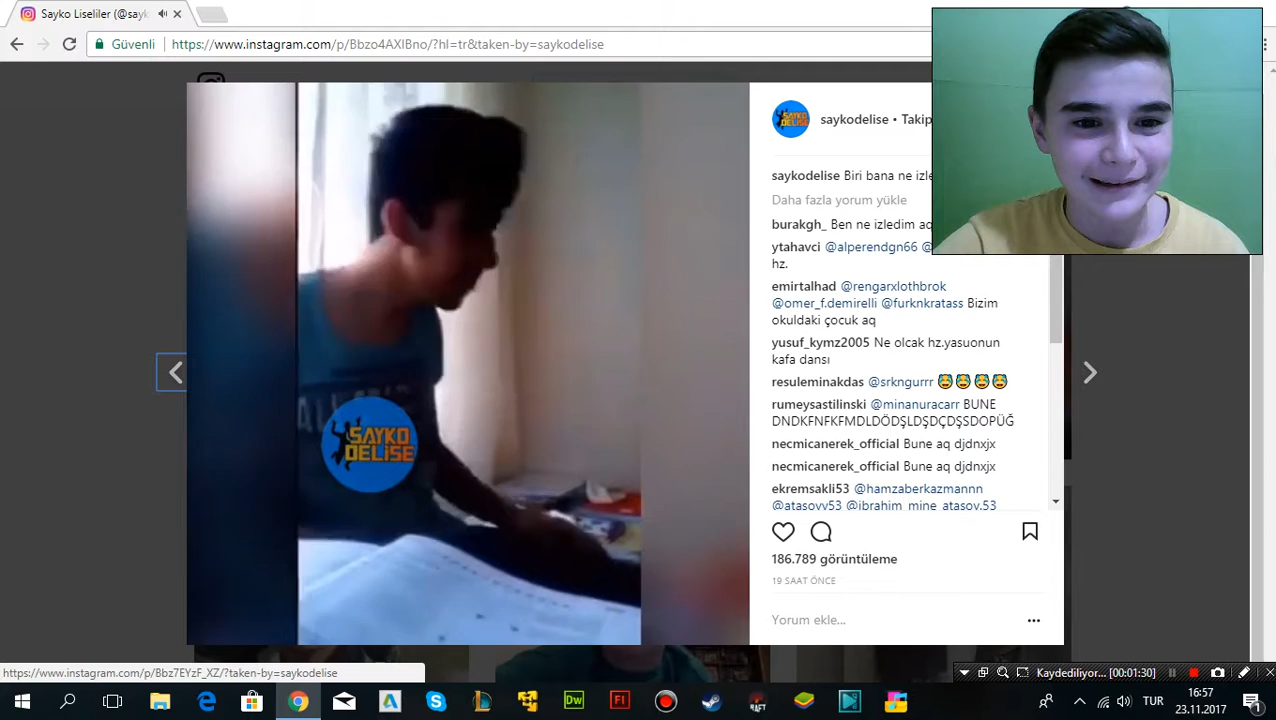 Sayko Liseliler (@sayk
Güvenli
https://www.instagram.com/p/Bbzo4AXlBno/?hl=tr&taken-by=saykodelise
saykodelise • Takip
saykodelise Biri bana ne izle
Daha fazla yorum yükle
burakgh_ Ben ne izledim aq
ytahavci @alperendgn66 @
hz.
emirtalhad @rengarxlothbrok
@omer_f.demirelli @furknkratass Bizim
okuldaki çocuk aq
yusuf_kymz2005 Ne olcak hz.yasuonun
kafa dansı
resuleminakdas @srkngurrr
rumeysastilinski @minanuracarr BUNE
DNDKFNFKFMDLDÖDŞLDŞDÇDŞSDOPÜĞ
necmicanerek_official Bune aq djdnxjx
necmicanerek_official Bune aq djdnxjx
ekremsakli53 @hamzaberkazmannn
@atasovv53 @ibrahim_mine_atasov.53
186.789 görüntüleme
19 SAAT ÖNCE
Yorum ekle...
SAYKO
DELISE
https://www.instagram.com/p/Bbz7EYzF_XZ/?taken-by=saykodelise
Kaydediliyor... [00:01:30]
Dw
Fl
RAFT
TUR
16:57
23.11.2017
1